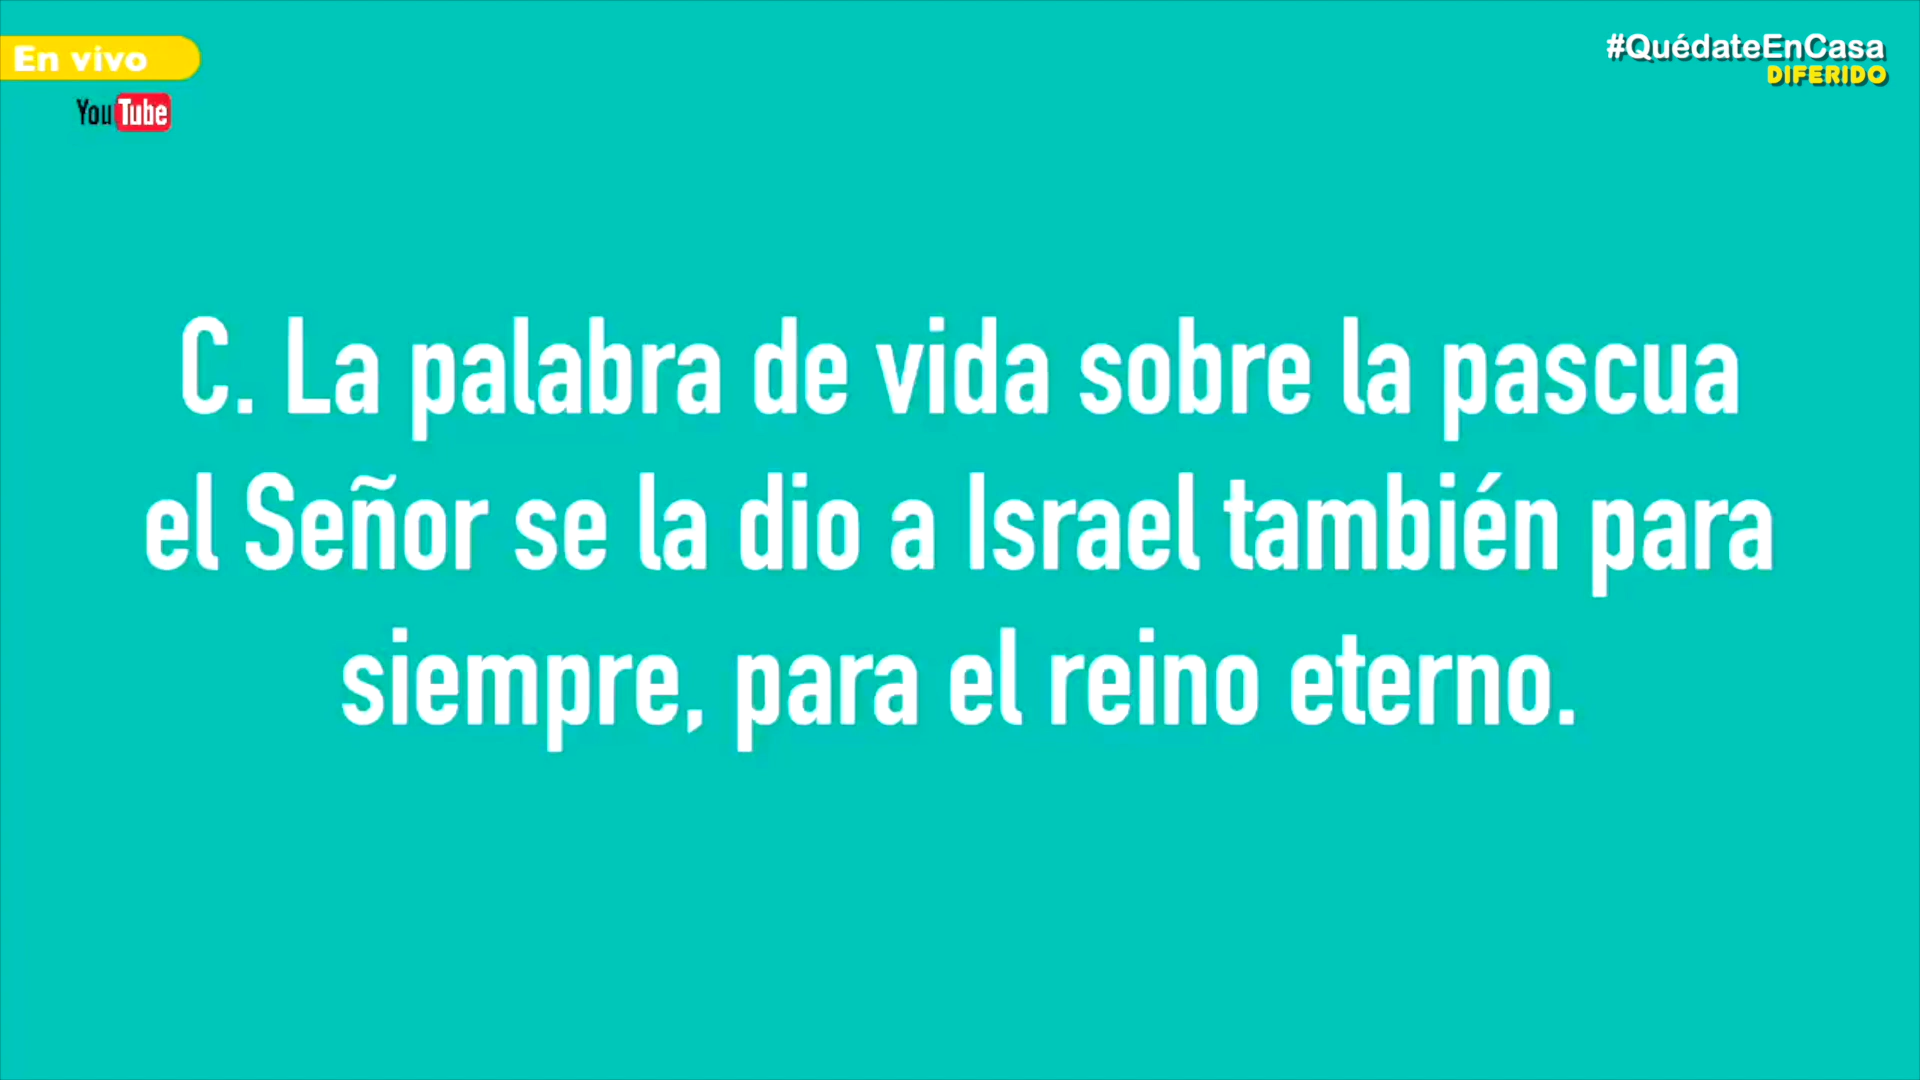 En vivo
YouTube
#QuédateEnCasa
DIFERIDO
C. La palabra de vida sobre la pascua
el Señor se la dio a Israel también para
siempre, para el reino eterno.